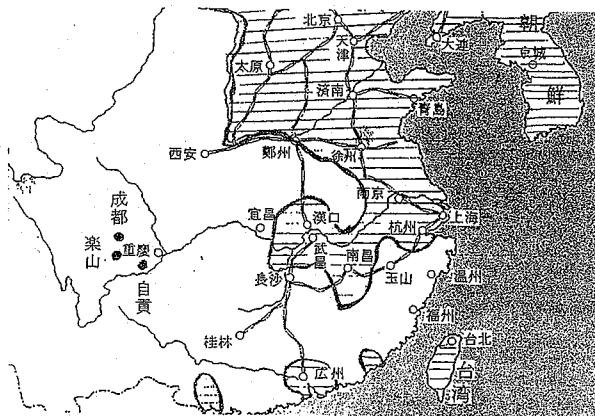 北京
天津
大連
朝鮮
京城
太原
済南
青島
西安
鄭州
徐州
南京
上海
成都
宜昌
漢口
杭州
楽山
重慶
武昌
南昌
玉山
温州
自貢
長沙
福州
桂林
台北
広州
台湾